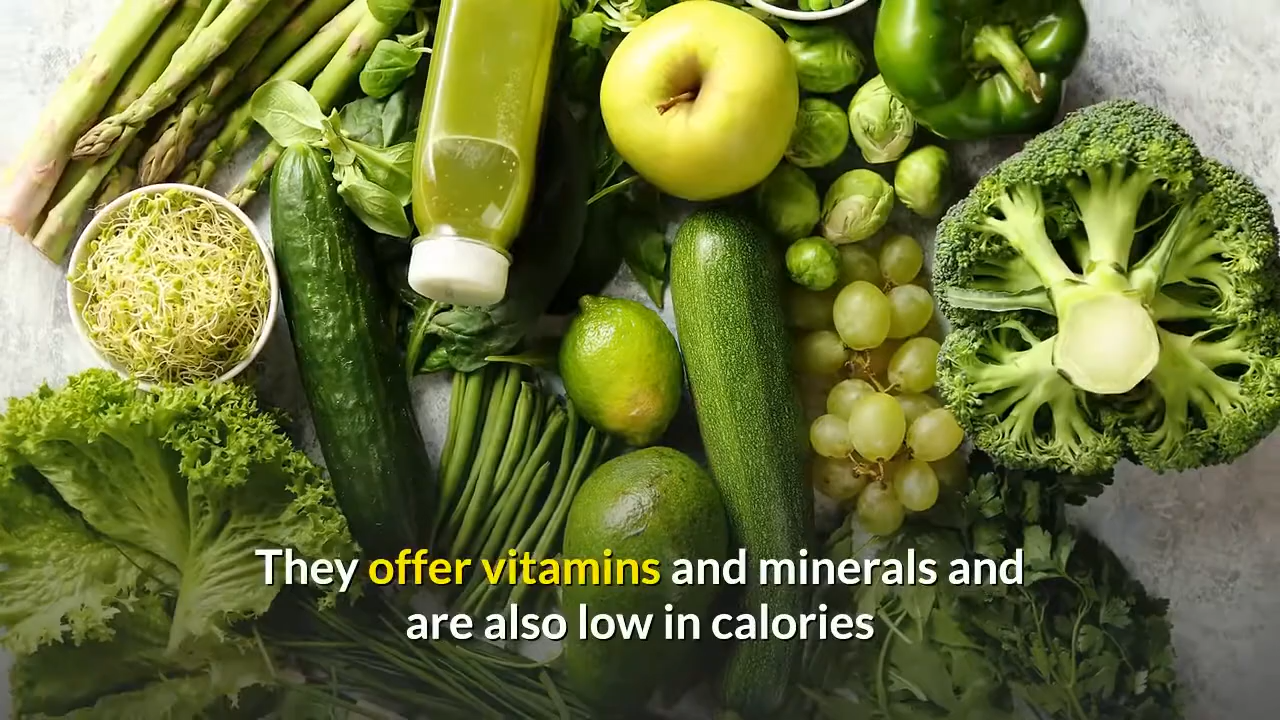 They offer vitamins and minerals and
are also low in calories